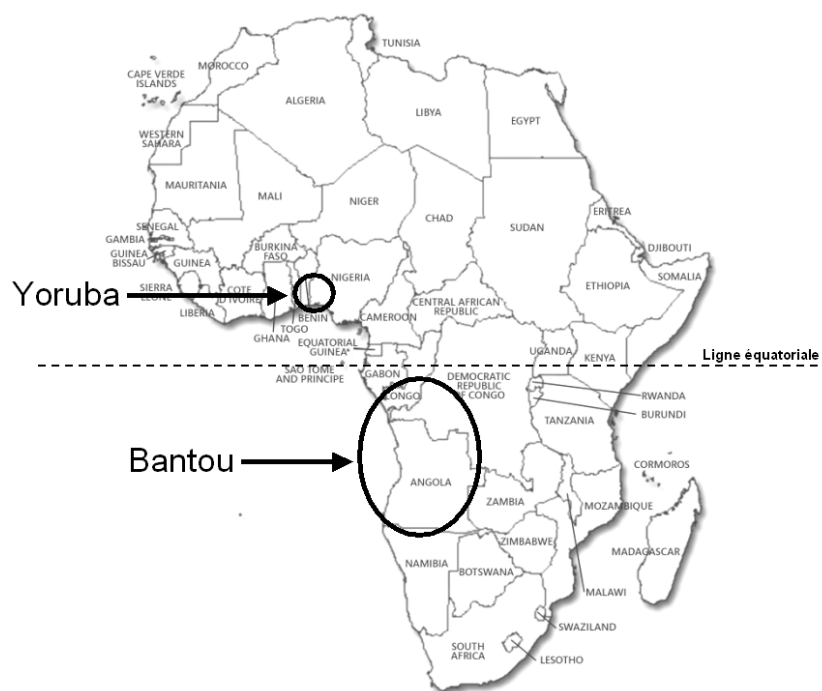 TUNISIA
MOROCCO
CAPE VERDE
ISLANDS
ALGERIA
LIBYA
EGYPT
WESTERN
SAHARA
MAURITANIA
MALI
NIGER
CHAD
SUDAN
ERITREA
SENEGAL
GAMBIA
GUINEA
BISSAU
GUINEA
BURKINA
FASO
DJIBOUTI
SOMALIA
ETHIOPIA
NIGERIA
Yoruba
SIERRA
LEONE
COTE
D'IVOIRE
LIBERIA
GHANA
TOGO
BENIN
CENTRAL AFRICAN
REPUBLIC
CAMEROON
EQUATORIAL
GUINEA
UGANDA
KENYA
Ligne équatoriale
SAO TOME
AND PRINCIPE
GABON
CONGO
DEMOCRATIC
REPUBLIC
OF CONGO
RWANDA
BURUNDI
TANZANIA
Bantou
ANGOLA
CORMOROS
ZAMBIA
MOZAMBIQUE
ZIMBABWE
MADAGASCAR
NAMIBIA
BOTSWANA
MALAWI
SWAZILAND
SOUTH
AFRICA
LESOTHO